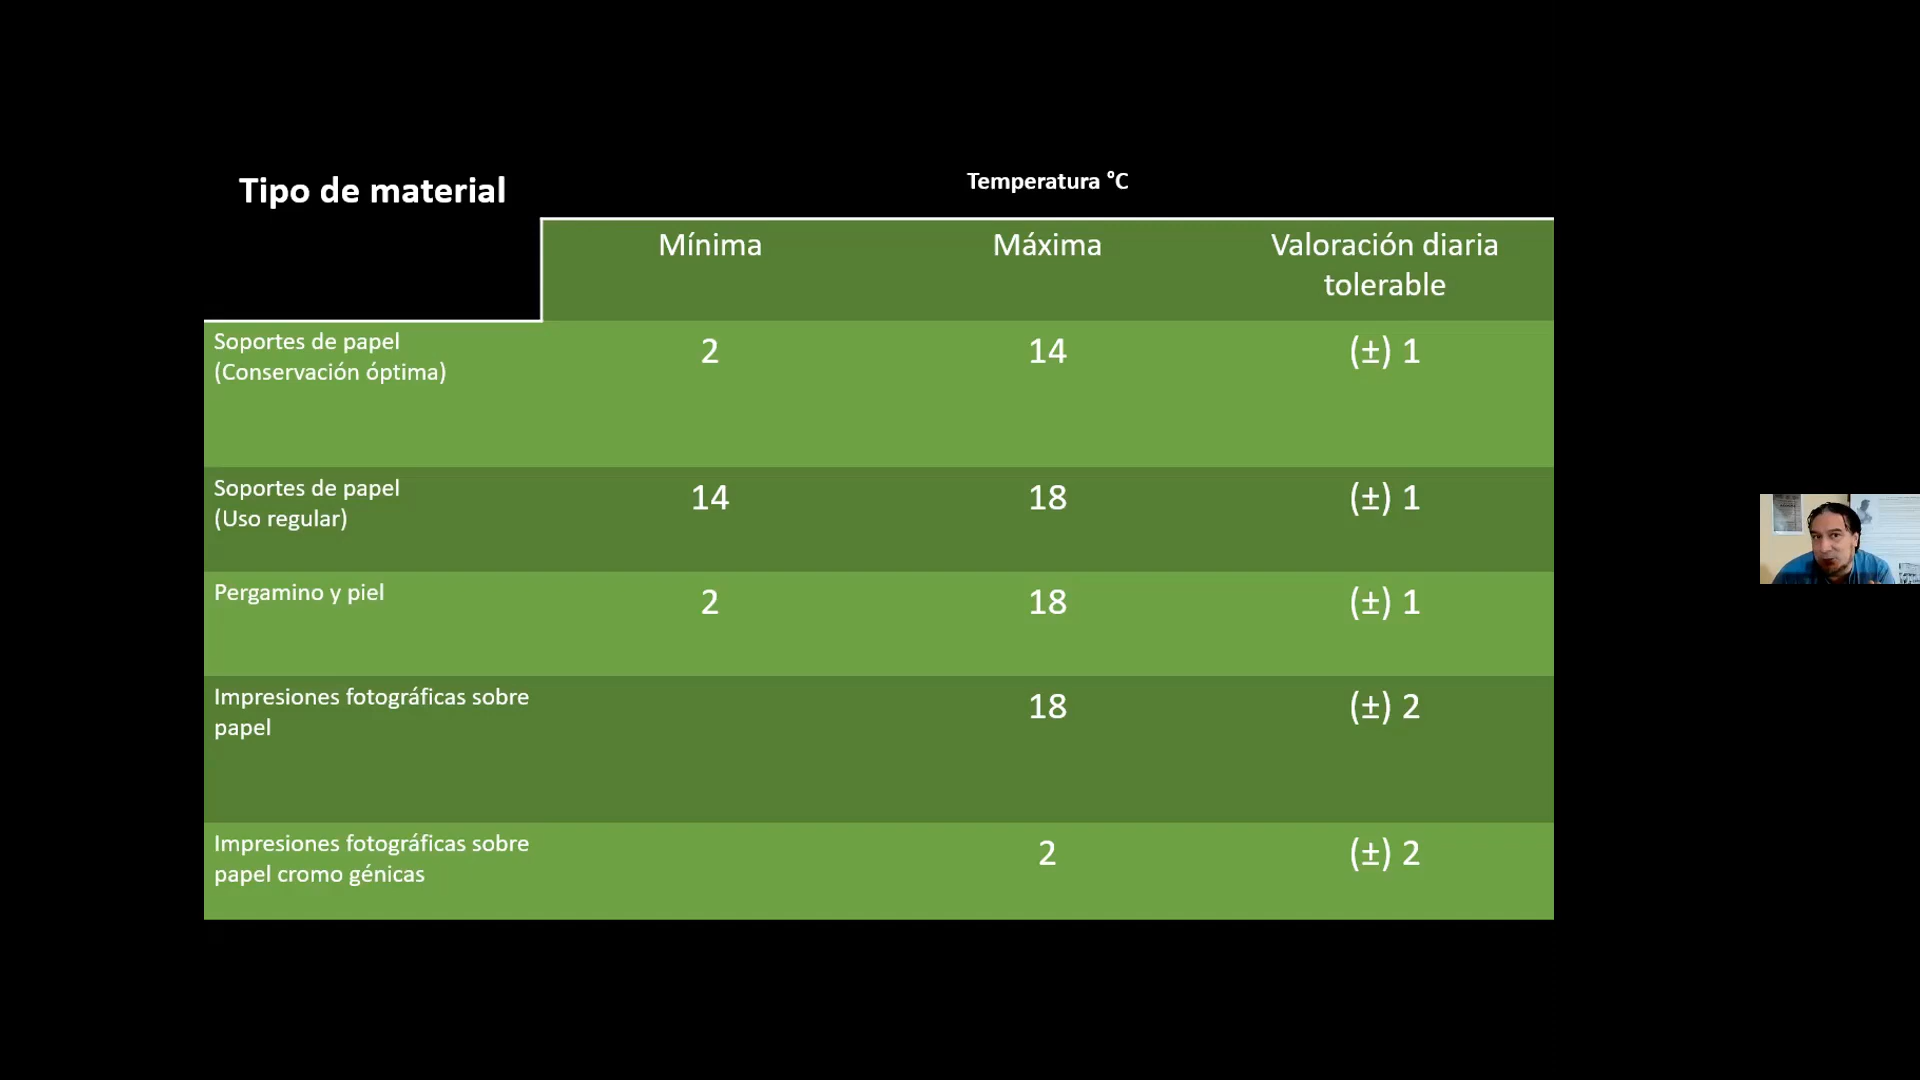 Tipo de material
Temperatura °C
Mínima
Máxima
Valoración diaria
tolerable
Soportes de papel
(Conservación óptima)
2
14
(±) 1
Soportes de papel
(Uso regular)
14
18
(±) 1
Pergamino y piel
2
18
(±) 1
Impresiones fotográficas sobre
papel
18
(±) 2
Impresiones fotográficas sobre
papel cromo génicas
2
(±) 2